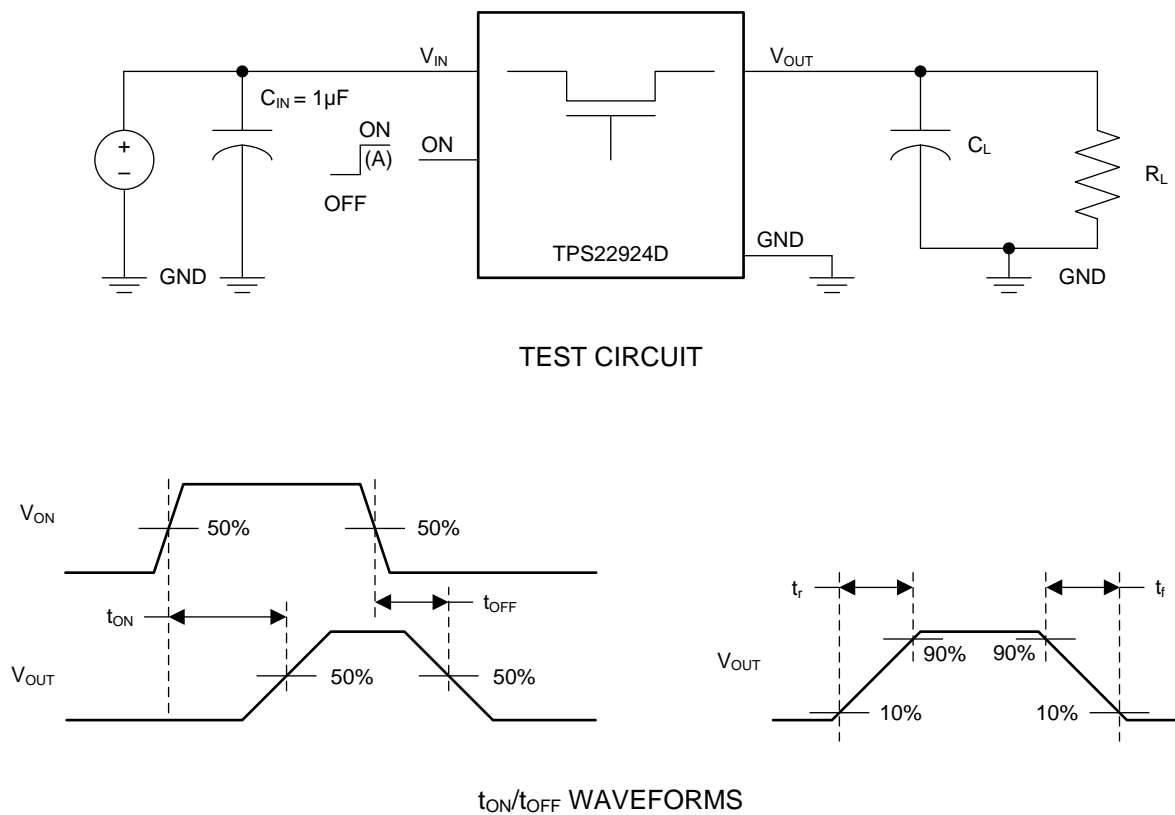 V_IN
V_OUT
C_IN = 1µF
ON
(A)
OFF
ON
C_L
R_L
TPS22924D
GND
GND
GND
TEST CIRCUIT
V_ON
50%
50%
t_ON
t_OFF
V_OUT
50%
50%
t_r
t_f
V_OUT
90%
90%
10%
10%
t_ON/t_OFF WAVEFORMS